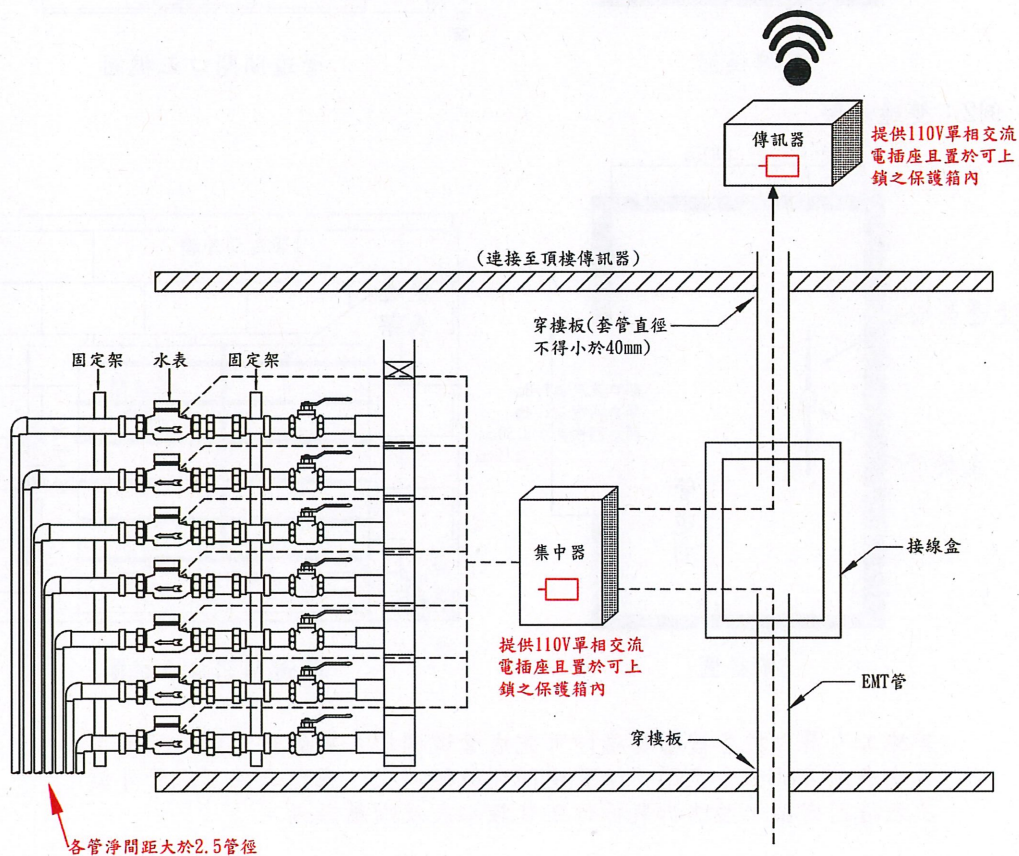 傳訊器
提供110V單相交流
電插座且置於可上
鎖之保護箱內
(連接至頂樓傳訊器)
穿樓板(套管直徑
不得小於40mm)
固定架
水表
固定架
集中器
接線盒
提供110V單相交流
電插座且置於可上
鎖之保護箱內
EMT管
穿樓板
各管淨間距大於2.5管徑